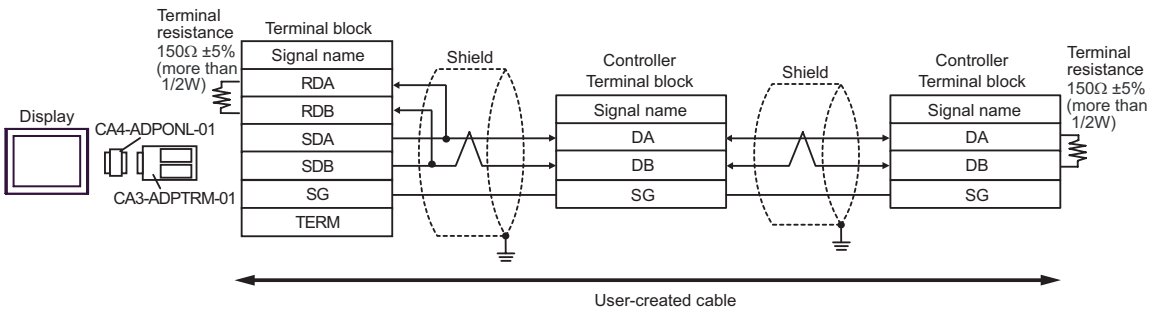 Terminal
resistance
150Ω ±5%
(more than
1/2W)
Terminal block
Signal name
RDA
RDB
SDA
SDB
SG
TERM
Display
CA4-ADPONL-01
CA3-ADPTRM-01
Shield
Controller
Terminal block
Signal name
DA
DB
SG
Shield
Controller
Terminal block
Signal name
DA
DB
SG
Terminal
resistance
150Ω ±5%
(more than
1/2W)
User-created cable